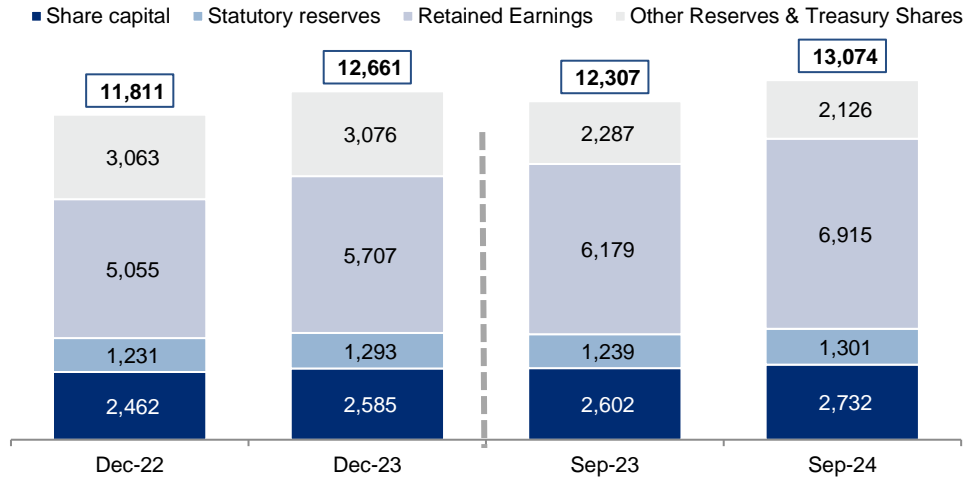 Share capital Statutory reserves Retained Earnings Other Reserves & Treasury Shares
11,811 12,661 12,307 13,074
3,063 3,076 2,287 2,126
5,055 5,707 6,179 6,915
1,231 1,293 1,239 1,301
2,462 2,585 2,602 2,732
Dec-22 Dec-23 Sep-23 Sep-24